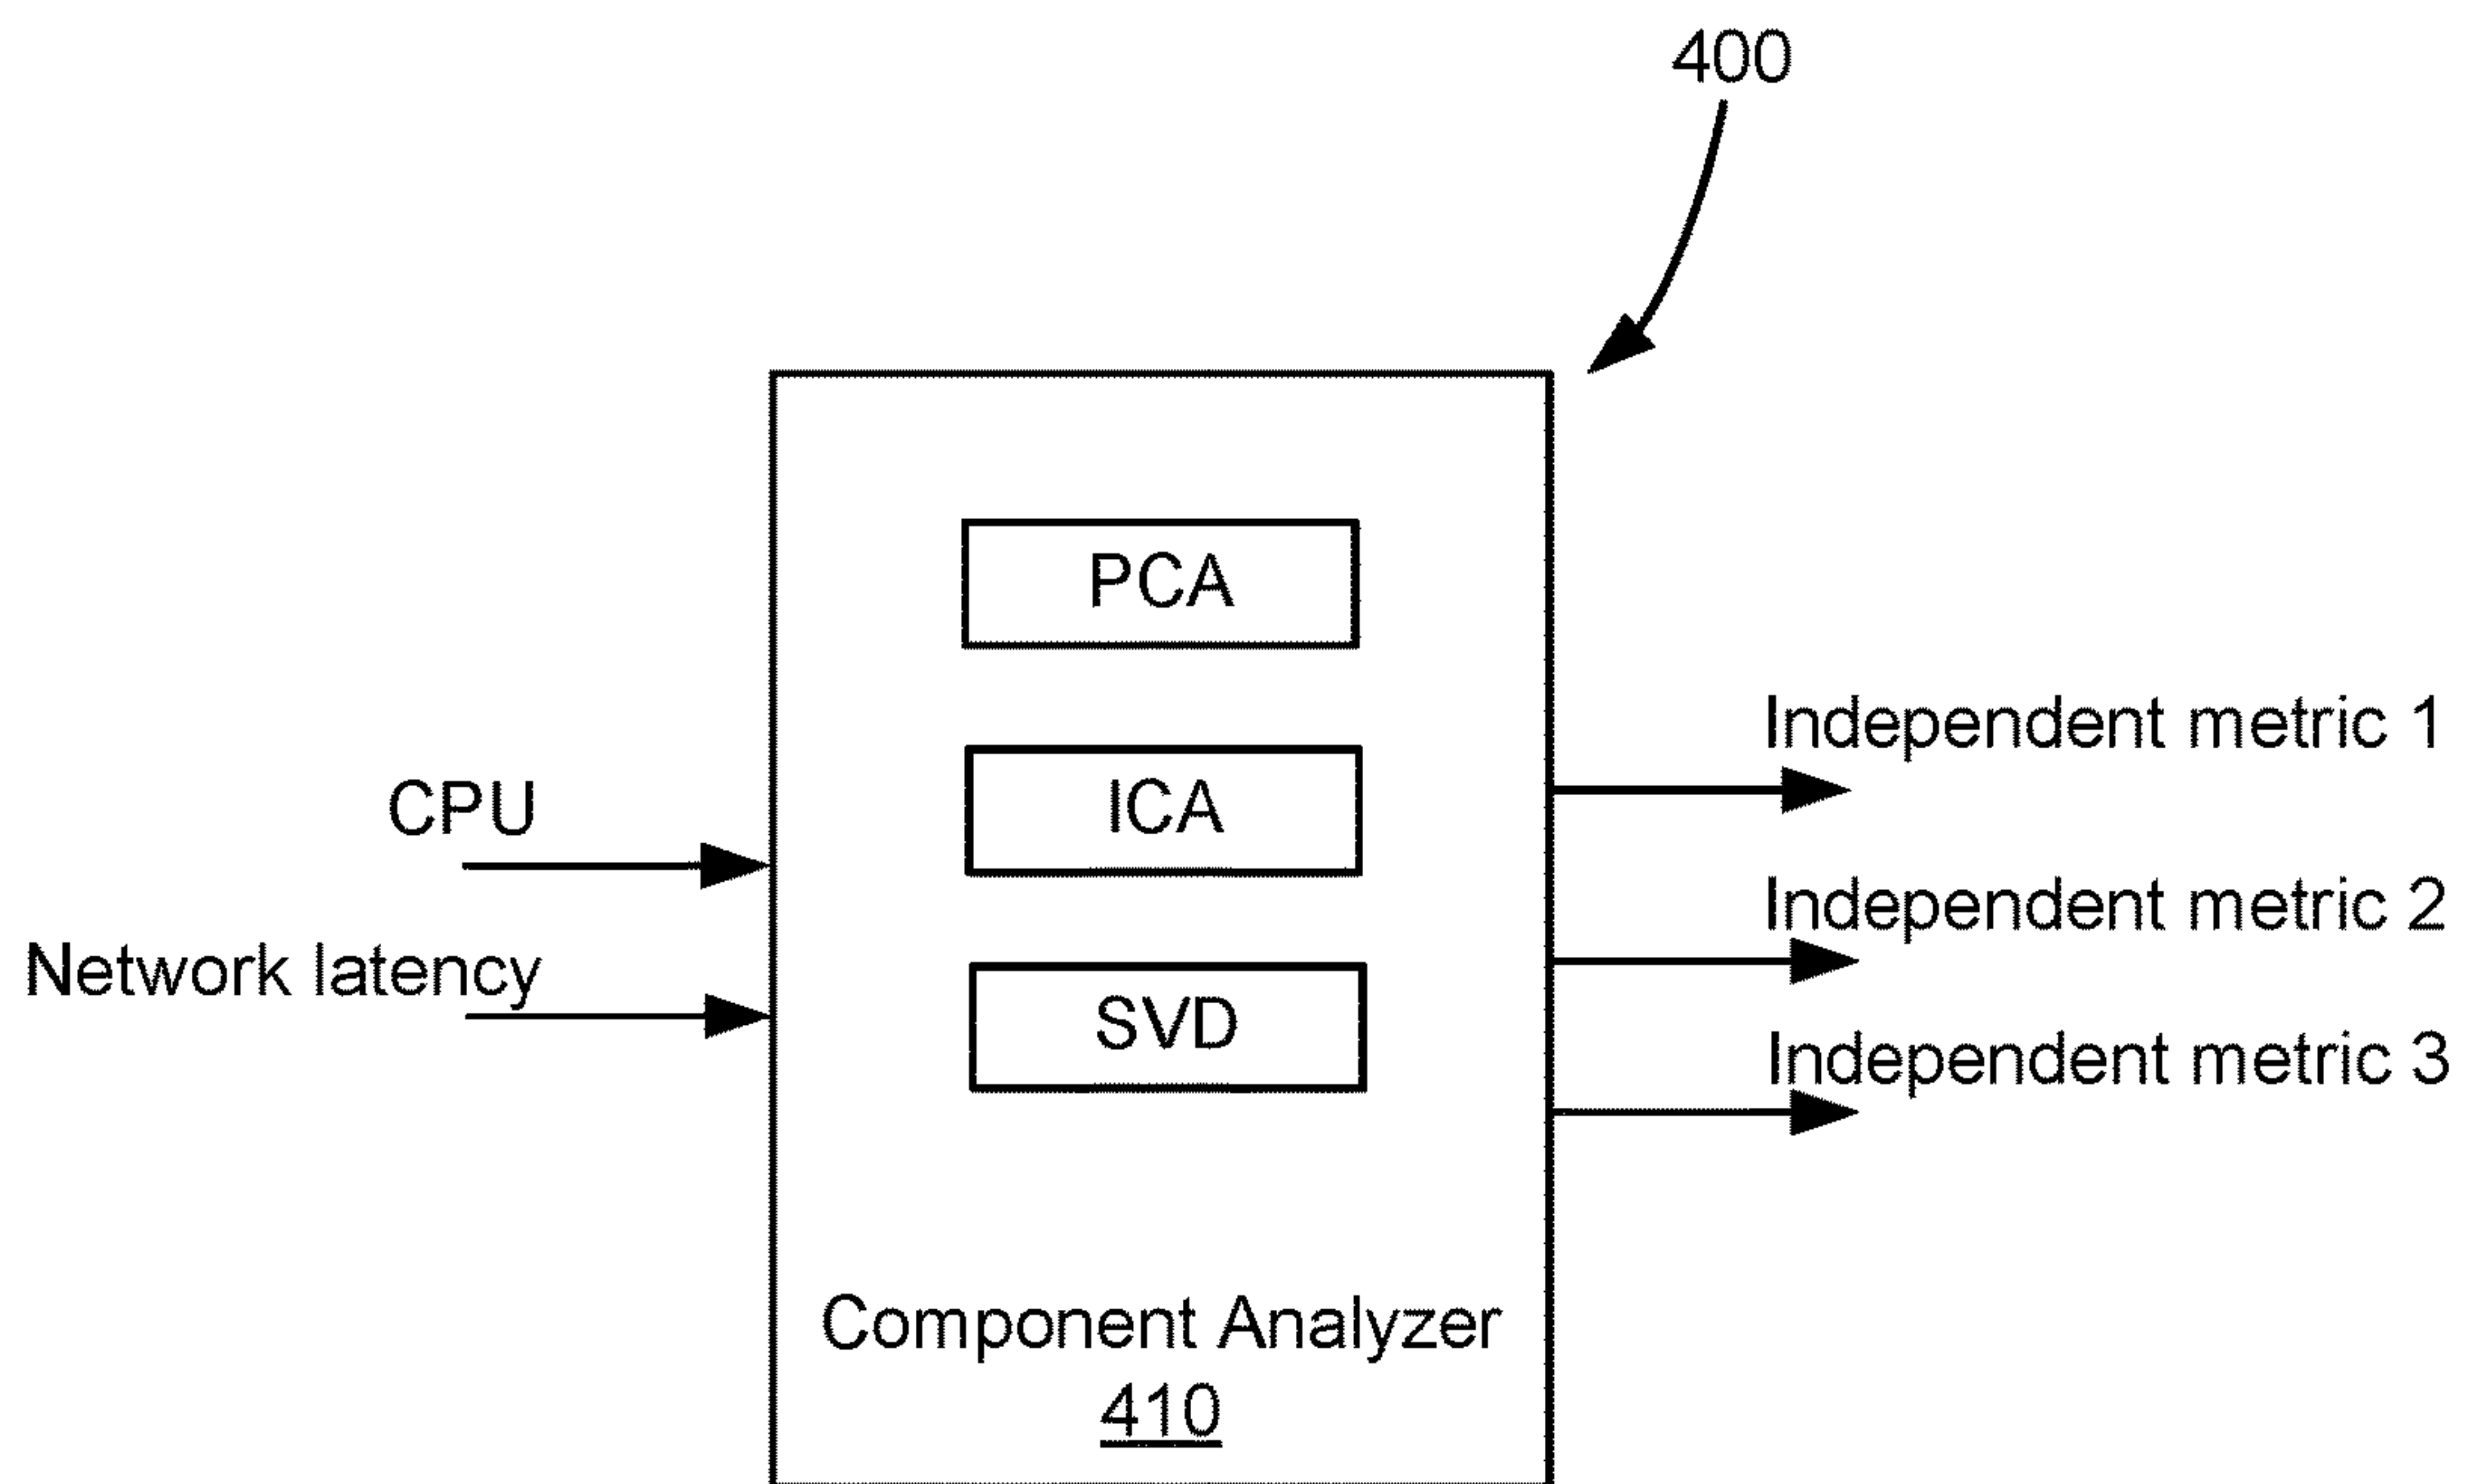 400
PCA
ICA
SVD
CPU
Network latency
Independent metric 1
Independent metric 2
Independent metric 3
Component Analyzer
410